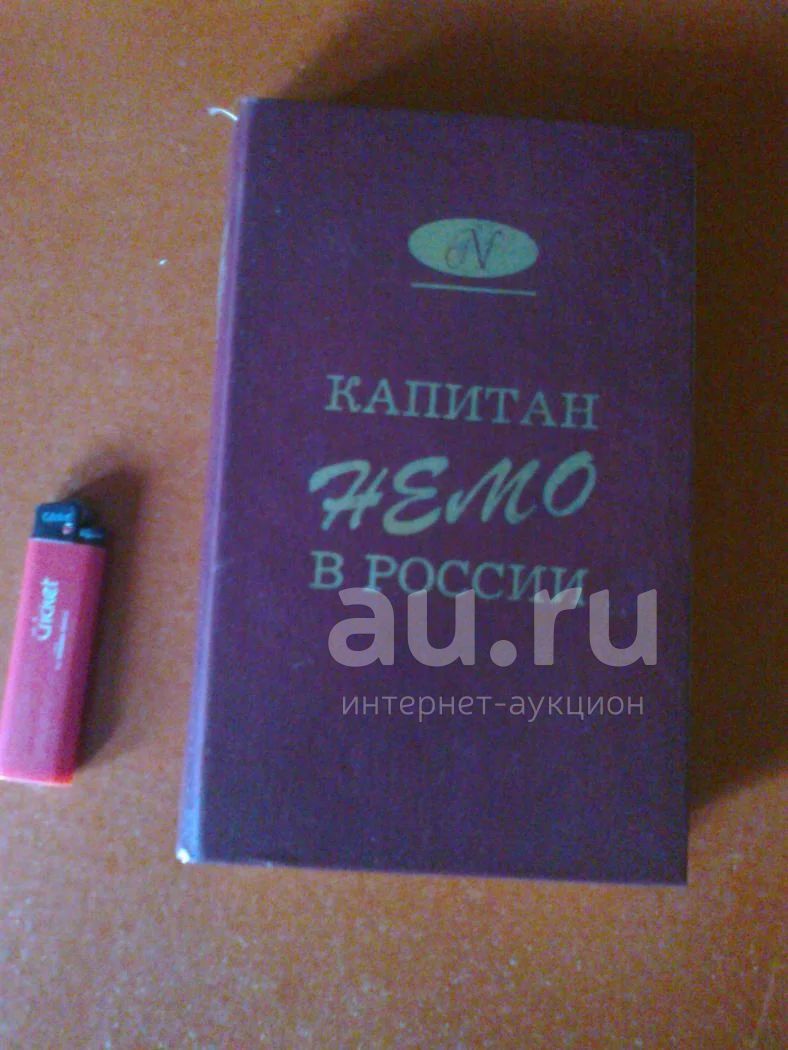 N
КАПИТАН
НЕМО
В РОССИИ
au.ru
интернет-аукцион
Cricket